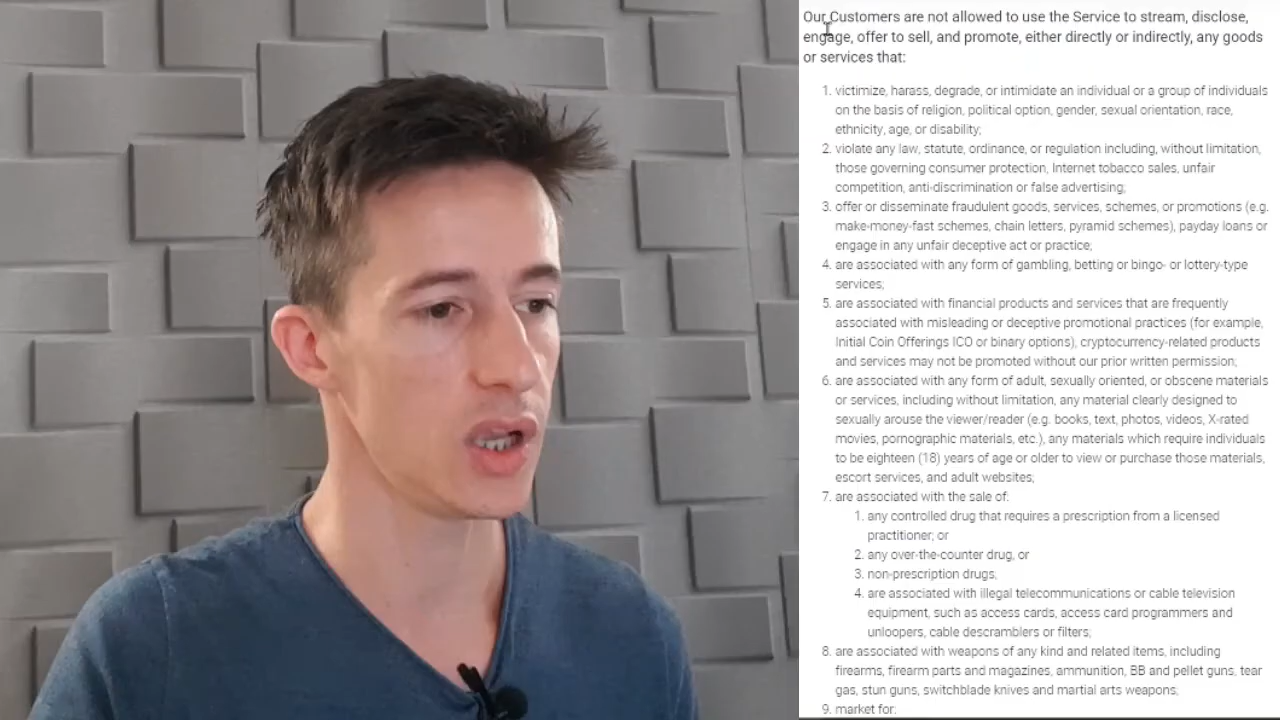 Our Customers are not allowed to use the Service to stream, disclose,
engage, offer to sell, and promote, either directly or indirectly, any goods
or services that:
1. victimize, harass, degrade, or intimidate an individual or a group of individuals
on the basis of religion, political option, gender, sexual orientation, race,
ethnicity, age, or disability;
2. violate any law, statute, ordinance, or regulation including, without limitation,
those governing consumer protection, Internet tobacco sales, unfair
competition, anti-discrimination or false advertising;
3. offer or disseminate fraudulent goods, services, schemes, or promotions (e.g.
make-money-fast schemes, chain letters, pyramid schemes), payday loans or
engage in any unfair deceptive act or practice;
4. are associated with any form of gambling, betting or bingo- or lottery-type
services;
5. are associated with financial products and services that are frequently
associated with misleading or deceptive promotional practices (for example,
Initial Coin Offerings ICO or binary options), cryptocurrency-related products
and services may not be promoted without our prior written permission;
6. are associated with any form of adult, sexually oriented, or obscene materials
or services, including without limitation, any material clearly designed to
sexually arouse the viewer/reader (e.g. books, text, photos, videos, X-rated
movies, pornographic materials, etc.), any materials which require individuals
to be eighteen (18) years of age or older to view or purchase those materials,
escort services, and adult websites;
7. are associated with the sale of:
1. any controlled drug that requires a prescription from a licensed
practitioner; or
2. any over-the-counter drug, or
3. non-prescription drugs;
4. are associated with illegal telecommunications or cable television
equipment, such as access cards, access card programmers and
unloopers, cable descramblers or filters;
8. are associated with weapons of any kind and related items, including
firearms, firearm parts and magazines, ammunition, BB and pellet guns, tear
gas, stun guns, switchblade knives and martial arts weapons;
9. market for: